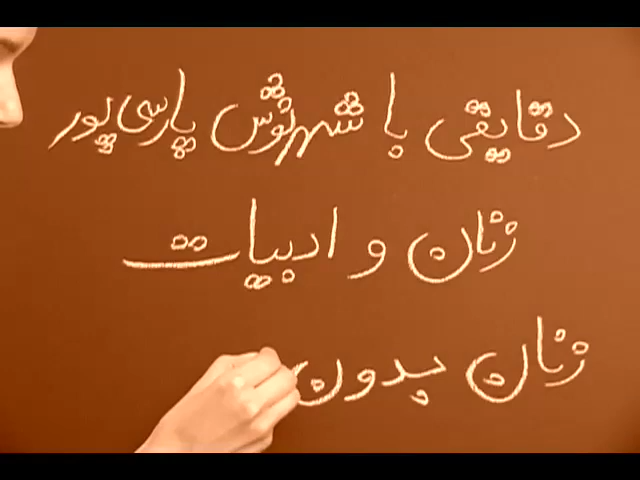 دقایقی با شهرنوش پارسی پور
زنان و ادبیات
زنان بدون